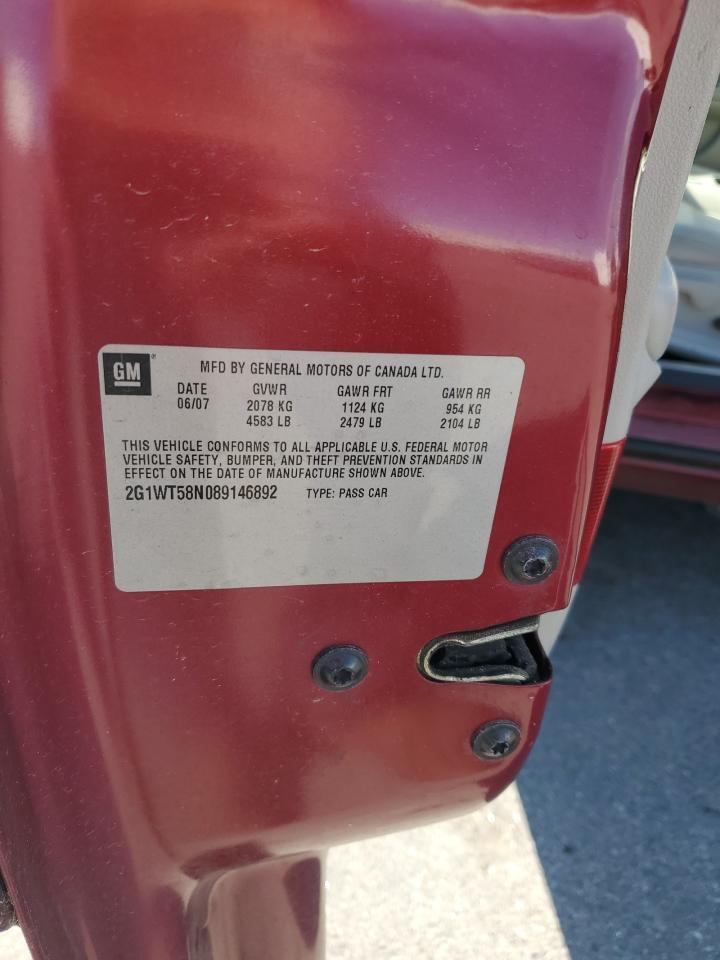 GM ® MFD BY GENERAL MOTORS OF CANADA LTD.
DATE GVWR GAWR FRT GAWR RR
06/07 2078 KG 1124 KG 954 KG
4583 LB 2479 LB 2104 LB
THIS VEHICLE CONFORMS TO ALL APPLICABLE U.S. FEDERAL MOTOR
VEHICLE SAFETY, BUMPER, AND THEFT PREVENTION STANDARDS IN
EFFECT ON THE DATE OF MANUFACTURE SHOWN ABOVE.
2G1WT58N089146892 TYPE: PASS CAR